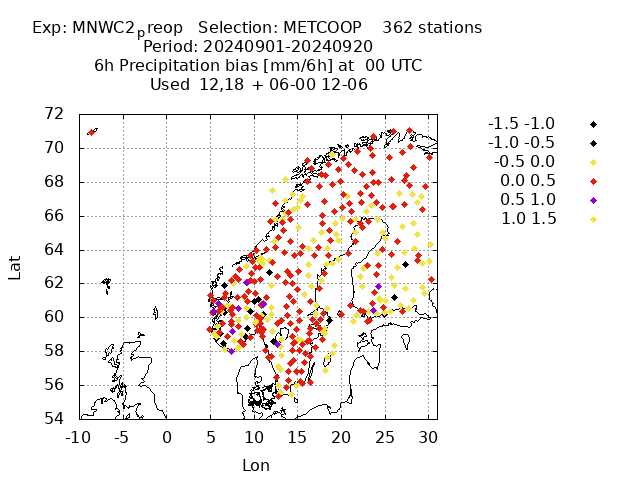 Exp: MNWC2preop Selection: METCOOP 362 stations
Period: 20240901-20240920
6h Precipitation bias [mm/6h] at 00 UTC
Used 12,18 + 06-00 12-06
72
70
68
66
64
62
60
58
56
54
-10 -5 0 5 10 15 20 25 30
Lat
Lon
-1.5 -1.0
-1.0 -0.5
-0.5 0.0
0.0 0.5
0.5 1.0
1.0 1.5